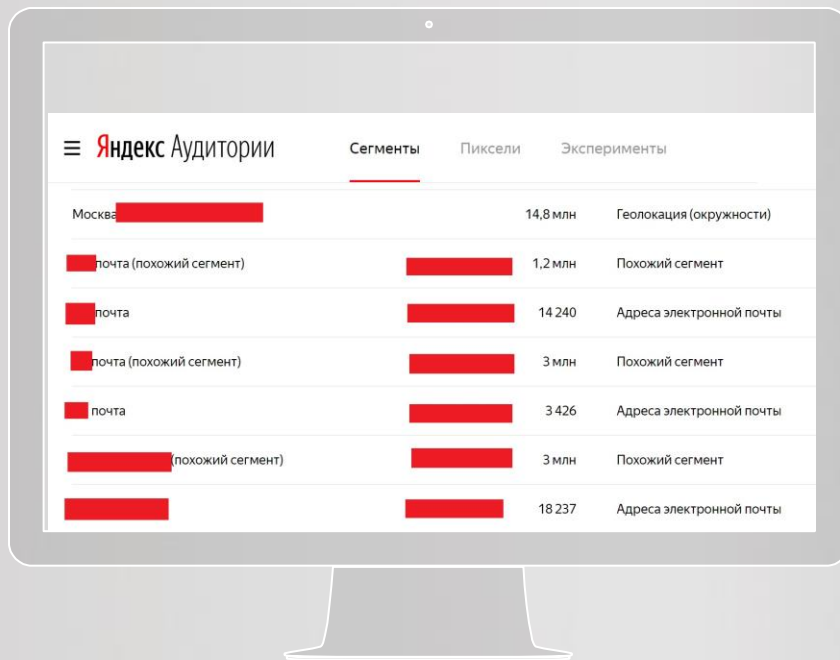 Яндекс Аудитории Сегменты Пиксели Эксперименты
Москва 14,8 млн Геолокация (окружности)
почта (похожий сегмент) 1,2 млн Похожий сегмент
почта 14 240 Адреса электронной почты
почта (похожий сегмент) 3 млн Похожий сегмент
почта 3 426 Адреса электронной почты
(похожий сегмент) 3 млн Похожий сегмент
18 237 Адреса электронной почты